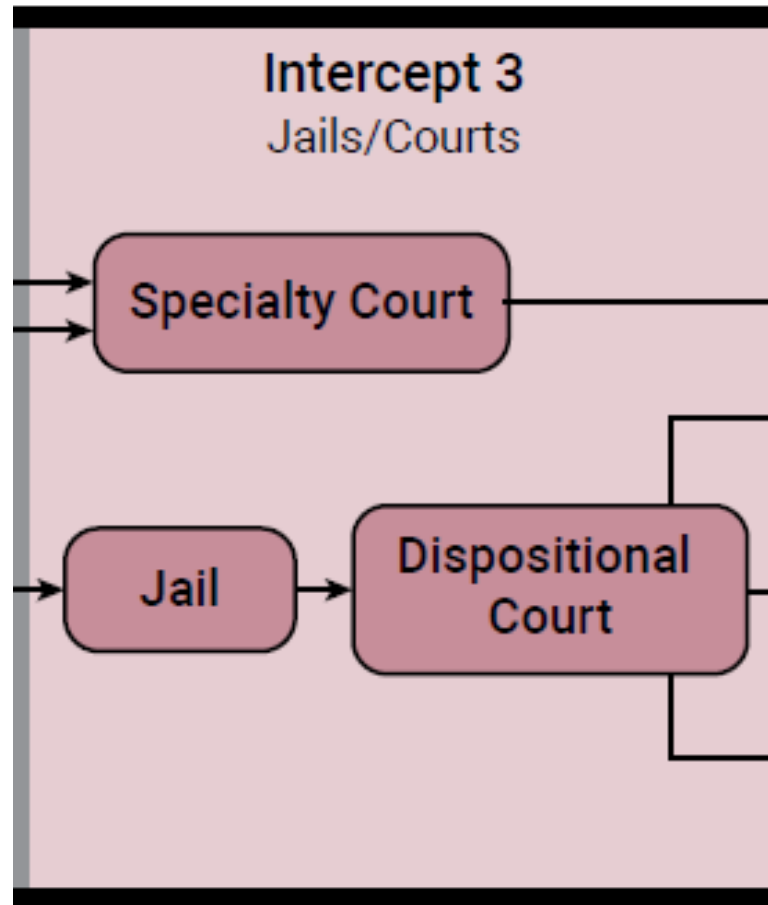 Intercept 3
Jails/Courts
Specialty Court
Jail
Dispositional
Court